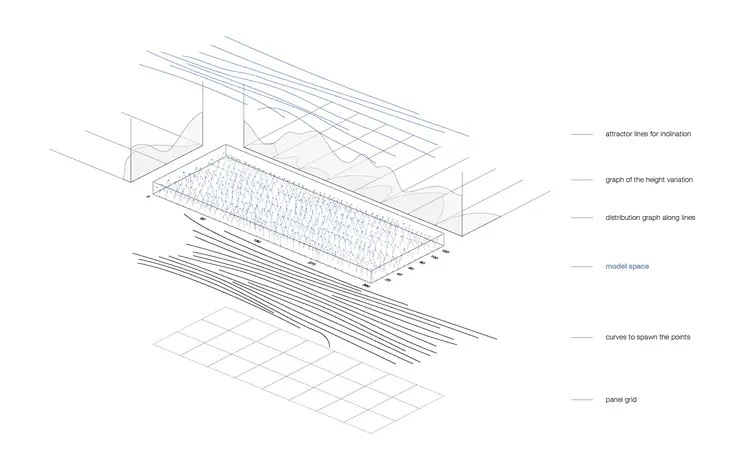 attractor lines for inclination
graph of the height variation
distribution graph along lines
model space
curves to spawn the points
panel grid